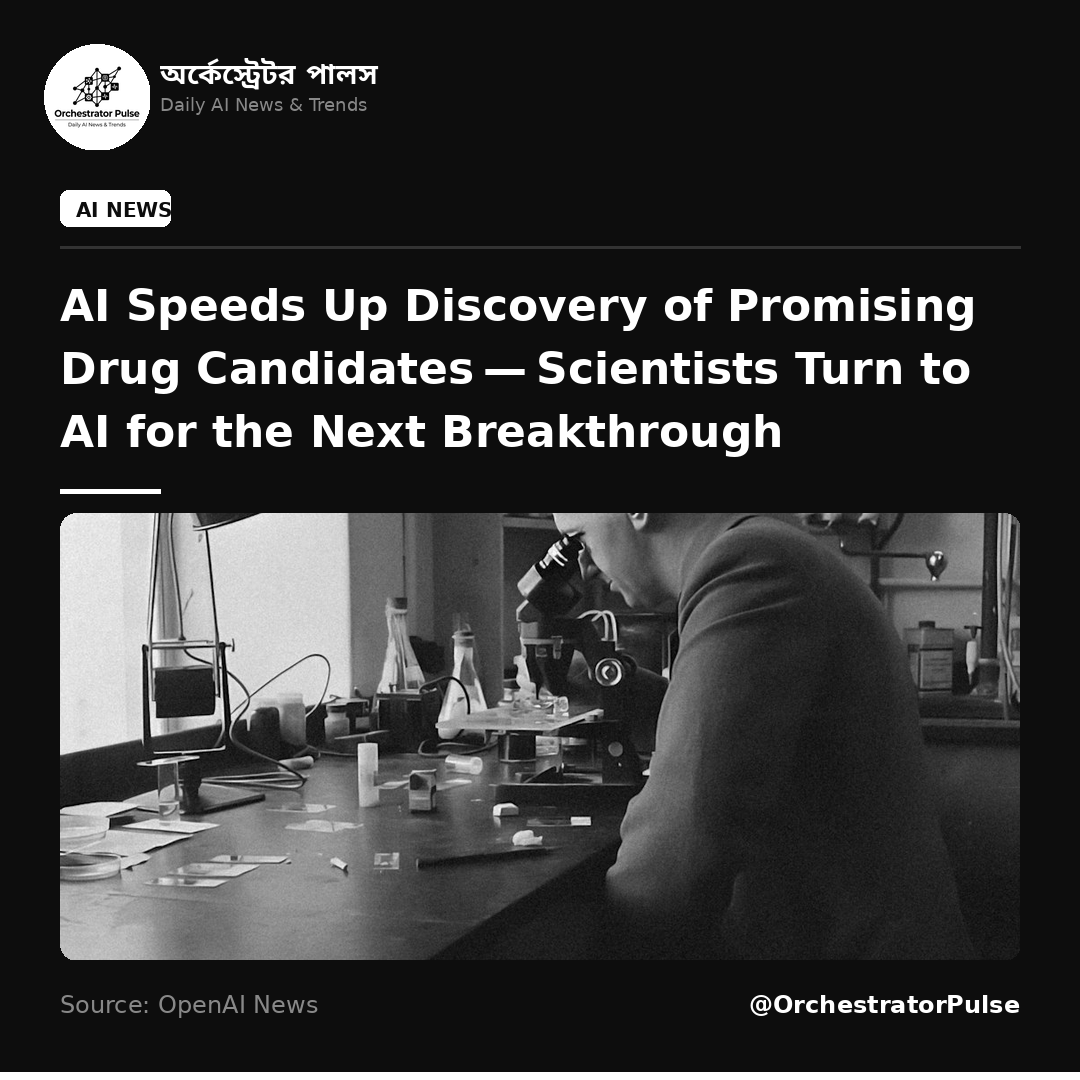 অর্কেস্ট্রেটর পালস
Daily AI News & Trends
Orchestrator Pulse
Daily AI News & Trends
AI NEWS
AI Speeds Up Discovery of Promising
Drug Candidates — Scientists Turn to
AI for the Next Breakthrough
Source: OpenAI News
@OrchestratorPulse